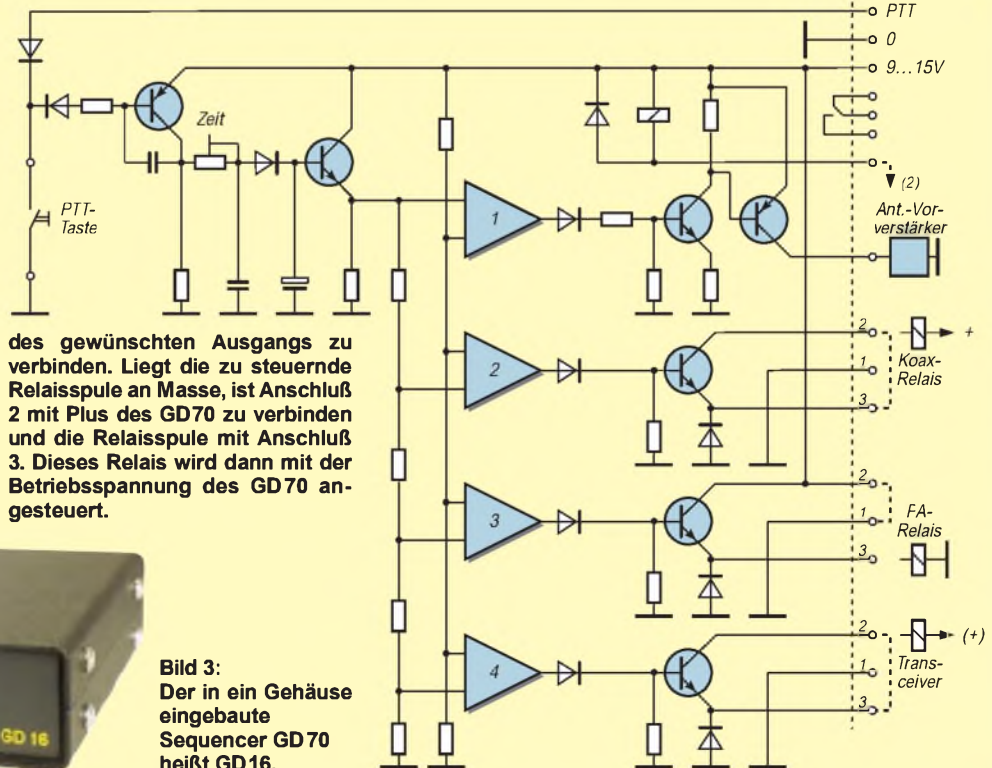 PTT
0
9...15V
Zeit
PTT-
Taste
(2)
Ant.-Vor-
verstärker
1
2
3
4
2
1
3
Koax-
Relais
+
2
1
3
FA-
Relais
2
1
3
Trans-
ceiver
(+)
des gewünschten Ausgangs zu
verbinden. Liegt die zu steuernde
Relaisspule an Masse, ist Anschluß
2 mit Plus des GD70 zu verbinden
und die Relaisspule mit Anschluß
3. Dieses Relais wird dann mit der
Betriebsspannung des GD70 an-
gesteuert.
GD 16
Bild 3:
Der in ein Gehäuse
eingebaute
Sequencer GD70
heißt GD16.